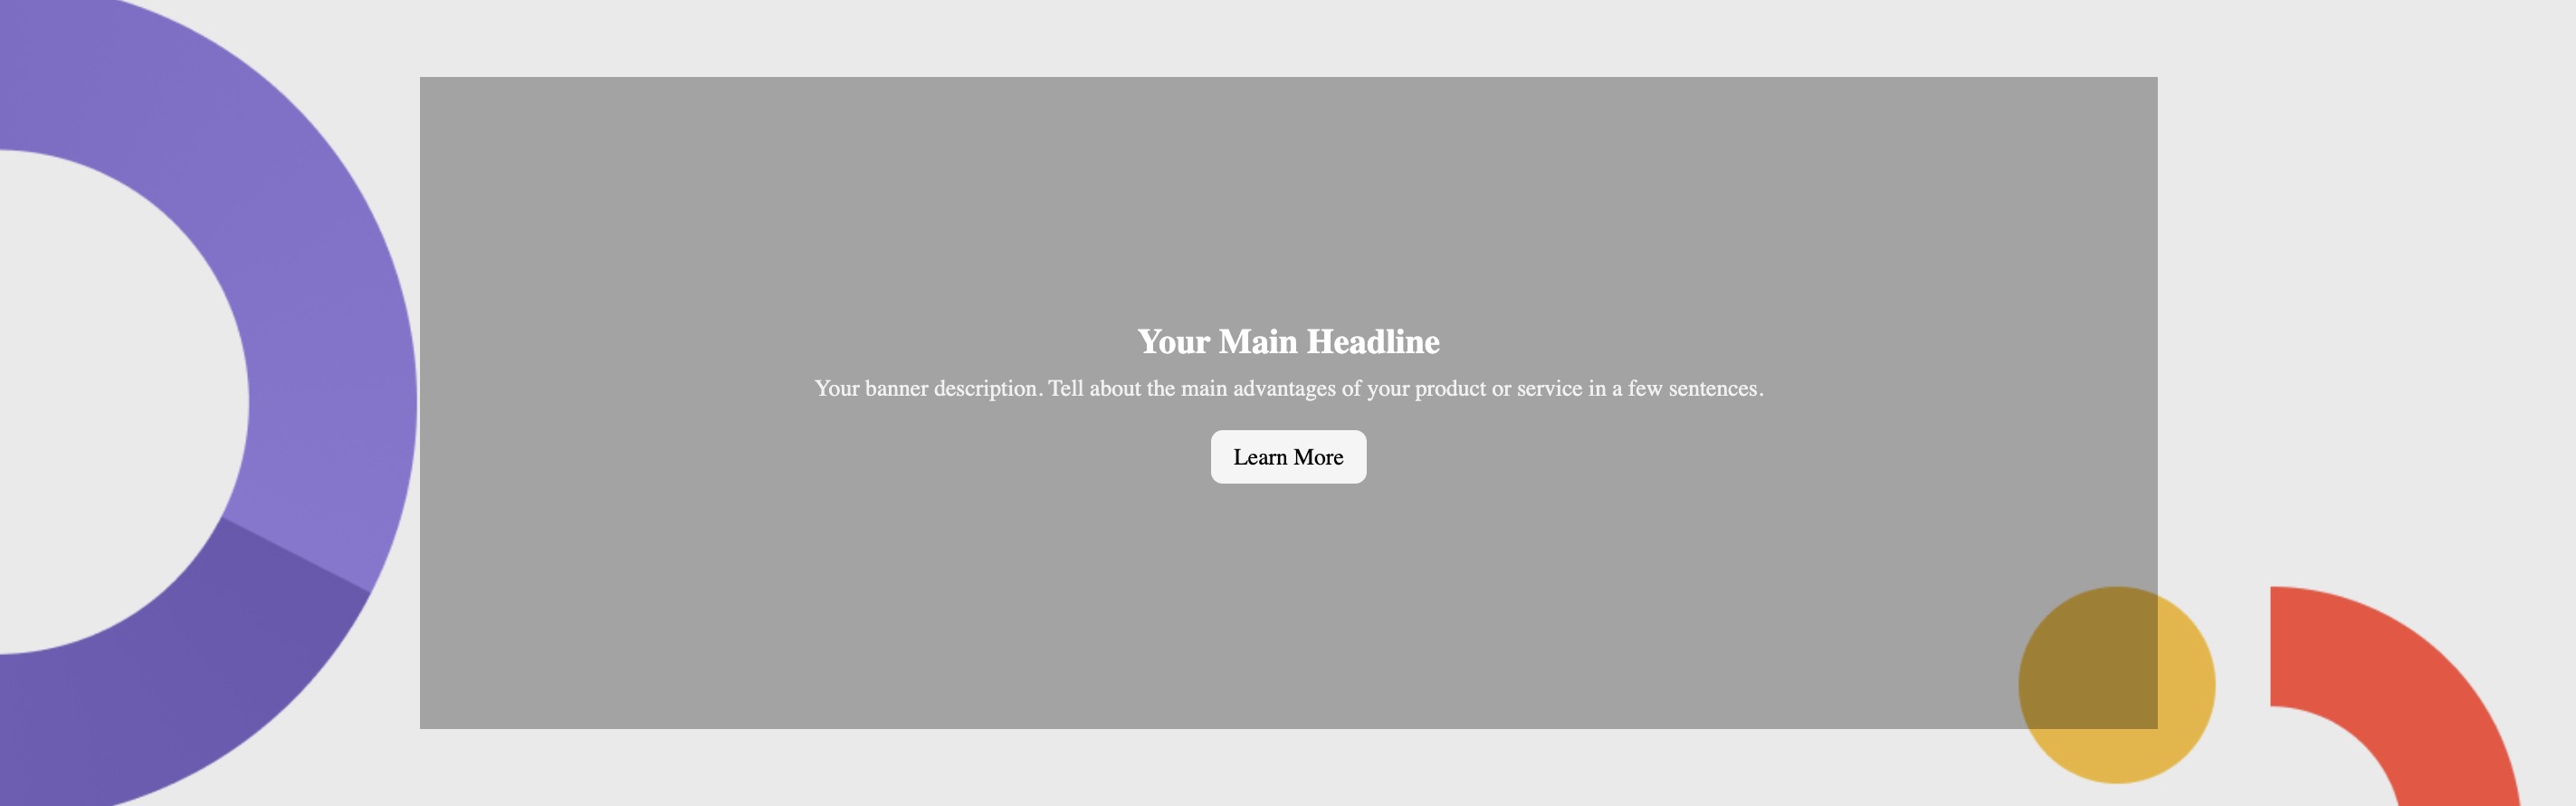 Your Main Headline
Your banner description. Tell about the main advantages of your product or service in a few sentences.
Learn More